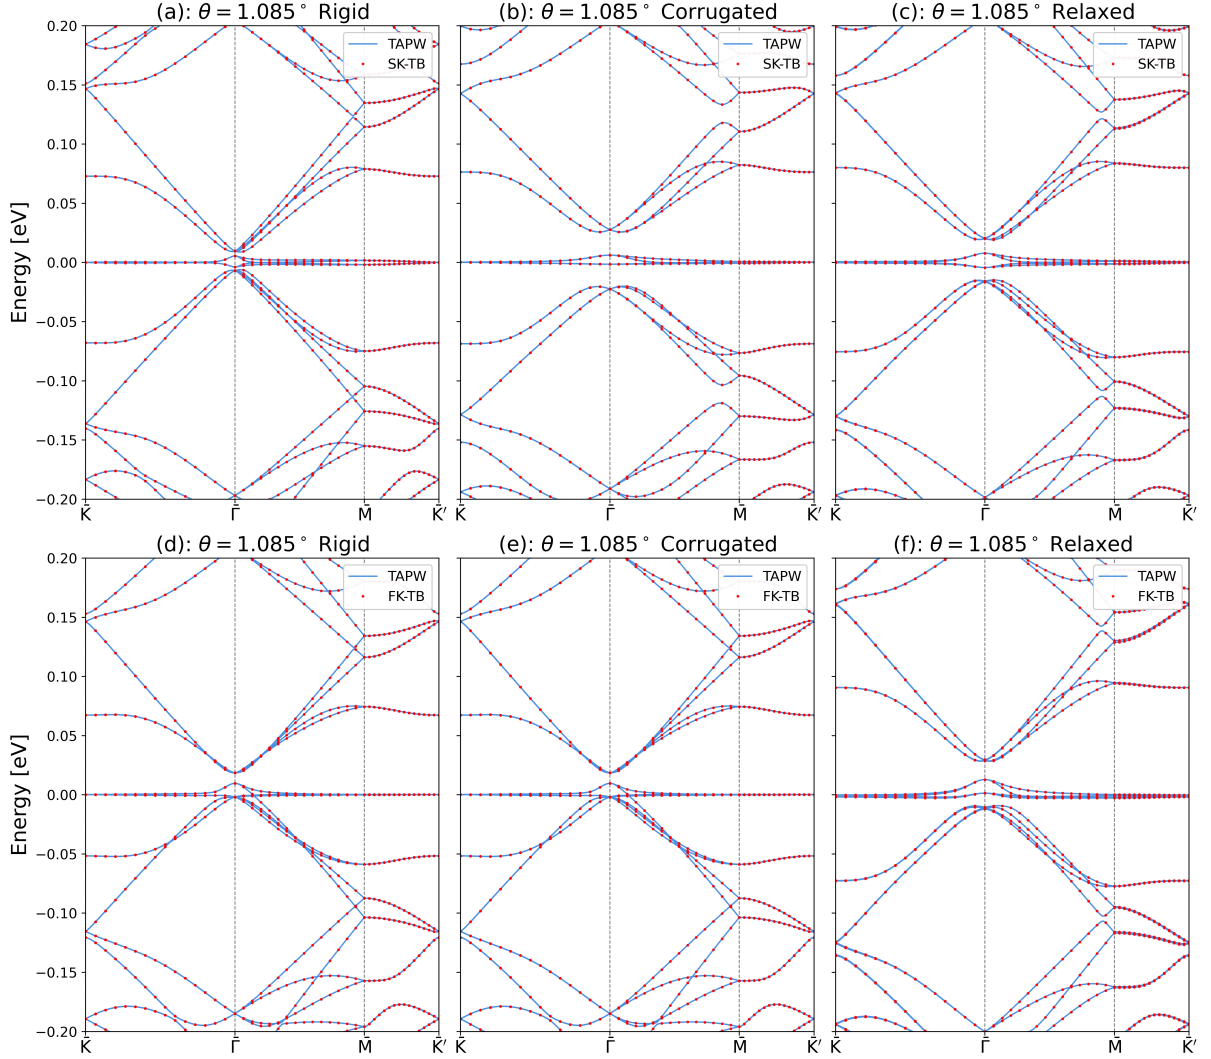 (a): θ = 1.085° Rigid
(b): θ = 1.085° Corrugated
(c): θ = 1.085° Relaxed
0.20
0.15
0.10
0.05
0.00
−0.05
−0.10
−0.15
−0.20
Energy [eV]
TAPW
SK-TB
TAPW
SK-TB
TAPW
SK-TB
K̄ Γ̄ M̄ K̄′
K̄ Γ̄ M̄ K̄′
K̄ Γ̄ M̄ K̄′
(d): θ = 1.085° Rigid
(e): θ = 1.085° Corrugated
(f): θ = 1.085° Relaxed
0.20
0.15
0.10
0.05
0.00
−0.05
−0.10
−0.15
−0.20
Energy [eV]
TAPW
FK-TB
TAPW
FK-TB
TAPW
FK-TB
K̄ Γ̄ M̄ K̄′
K̄ Γ̄ M̄ K̄′
K̄ Γ̄ M̄ K̄′